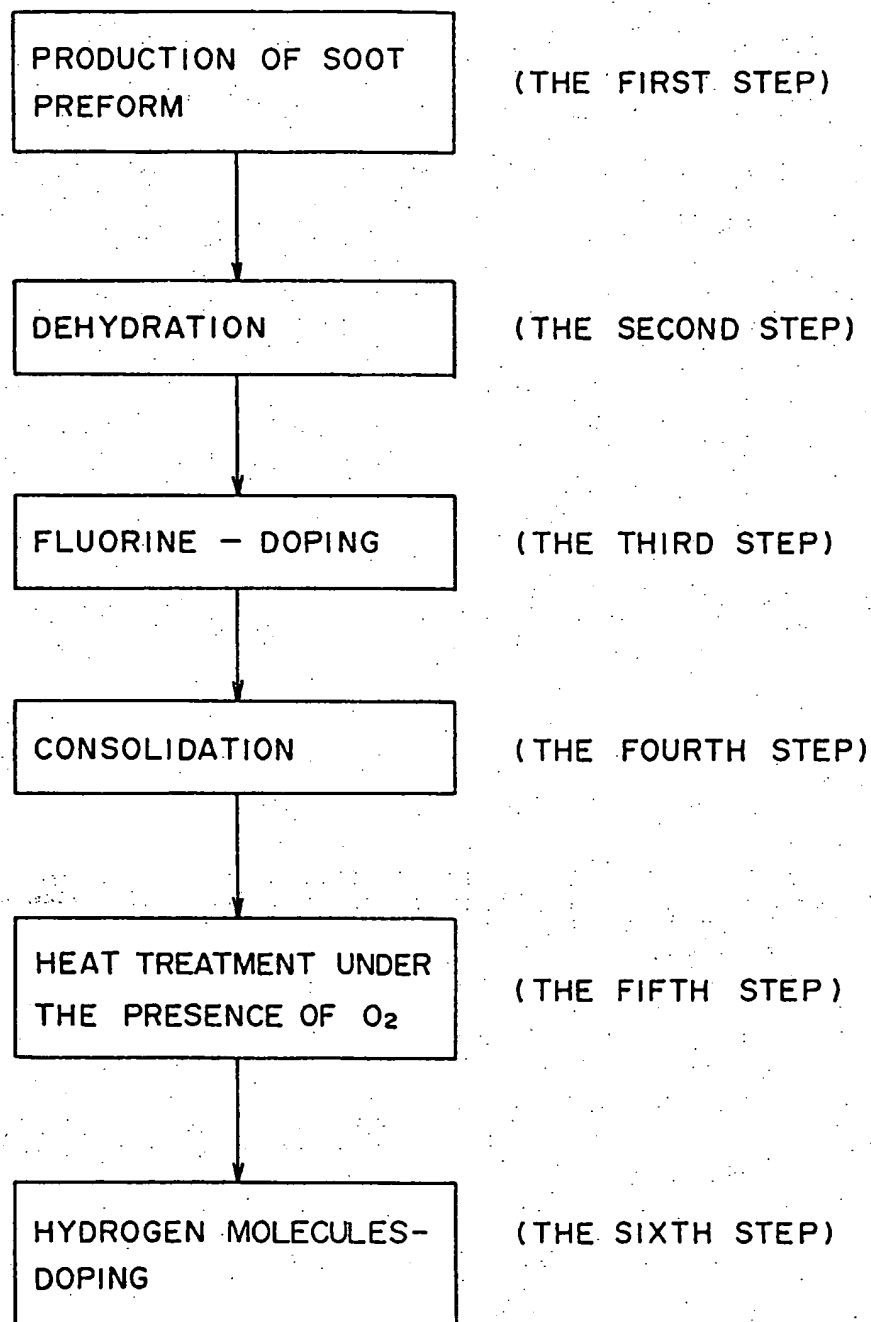 PRODUCTION OF SOOT
PREFORM
(THE FIRST STEP)
DEHYDRATION
(THE SECOND STEP)
FLUORINE – DOPING
(THE THIRD STEP)
CONSOLIDATION
(THE FOURTH STEP)
HEAT TREATMENT UNDER
THE PRESENCE OF O₂
(THE FIFTH STEP)
HYDROGEN MOLECULES-
DOPING
(THE SIXTH STEP)